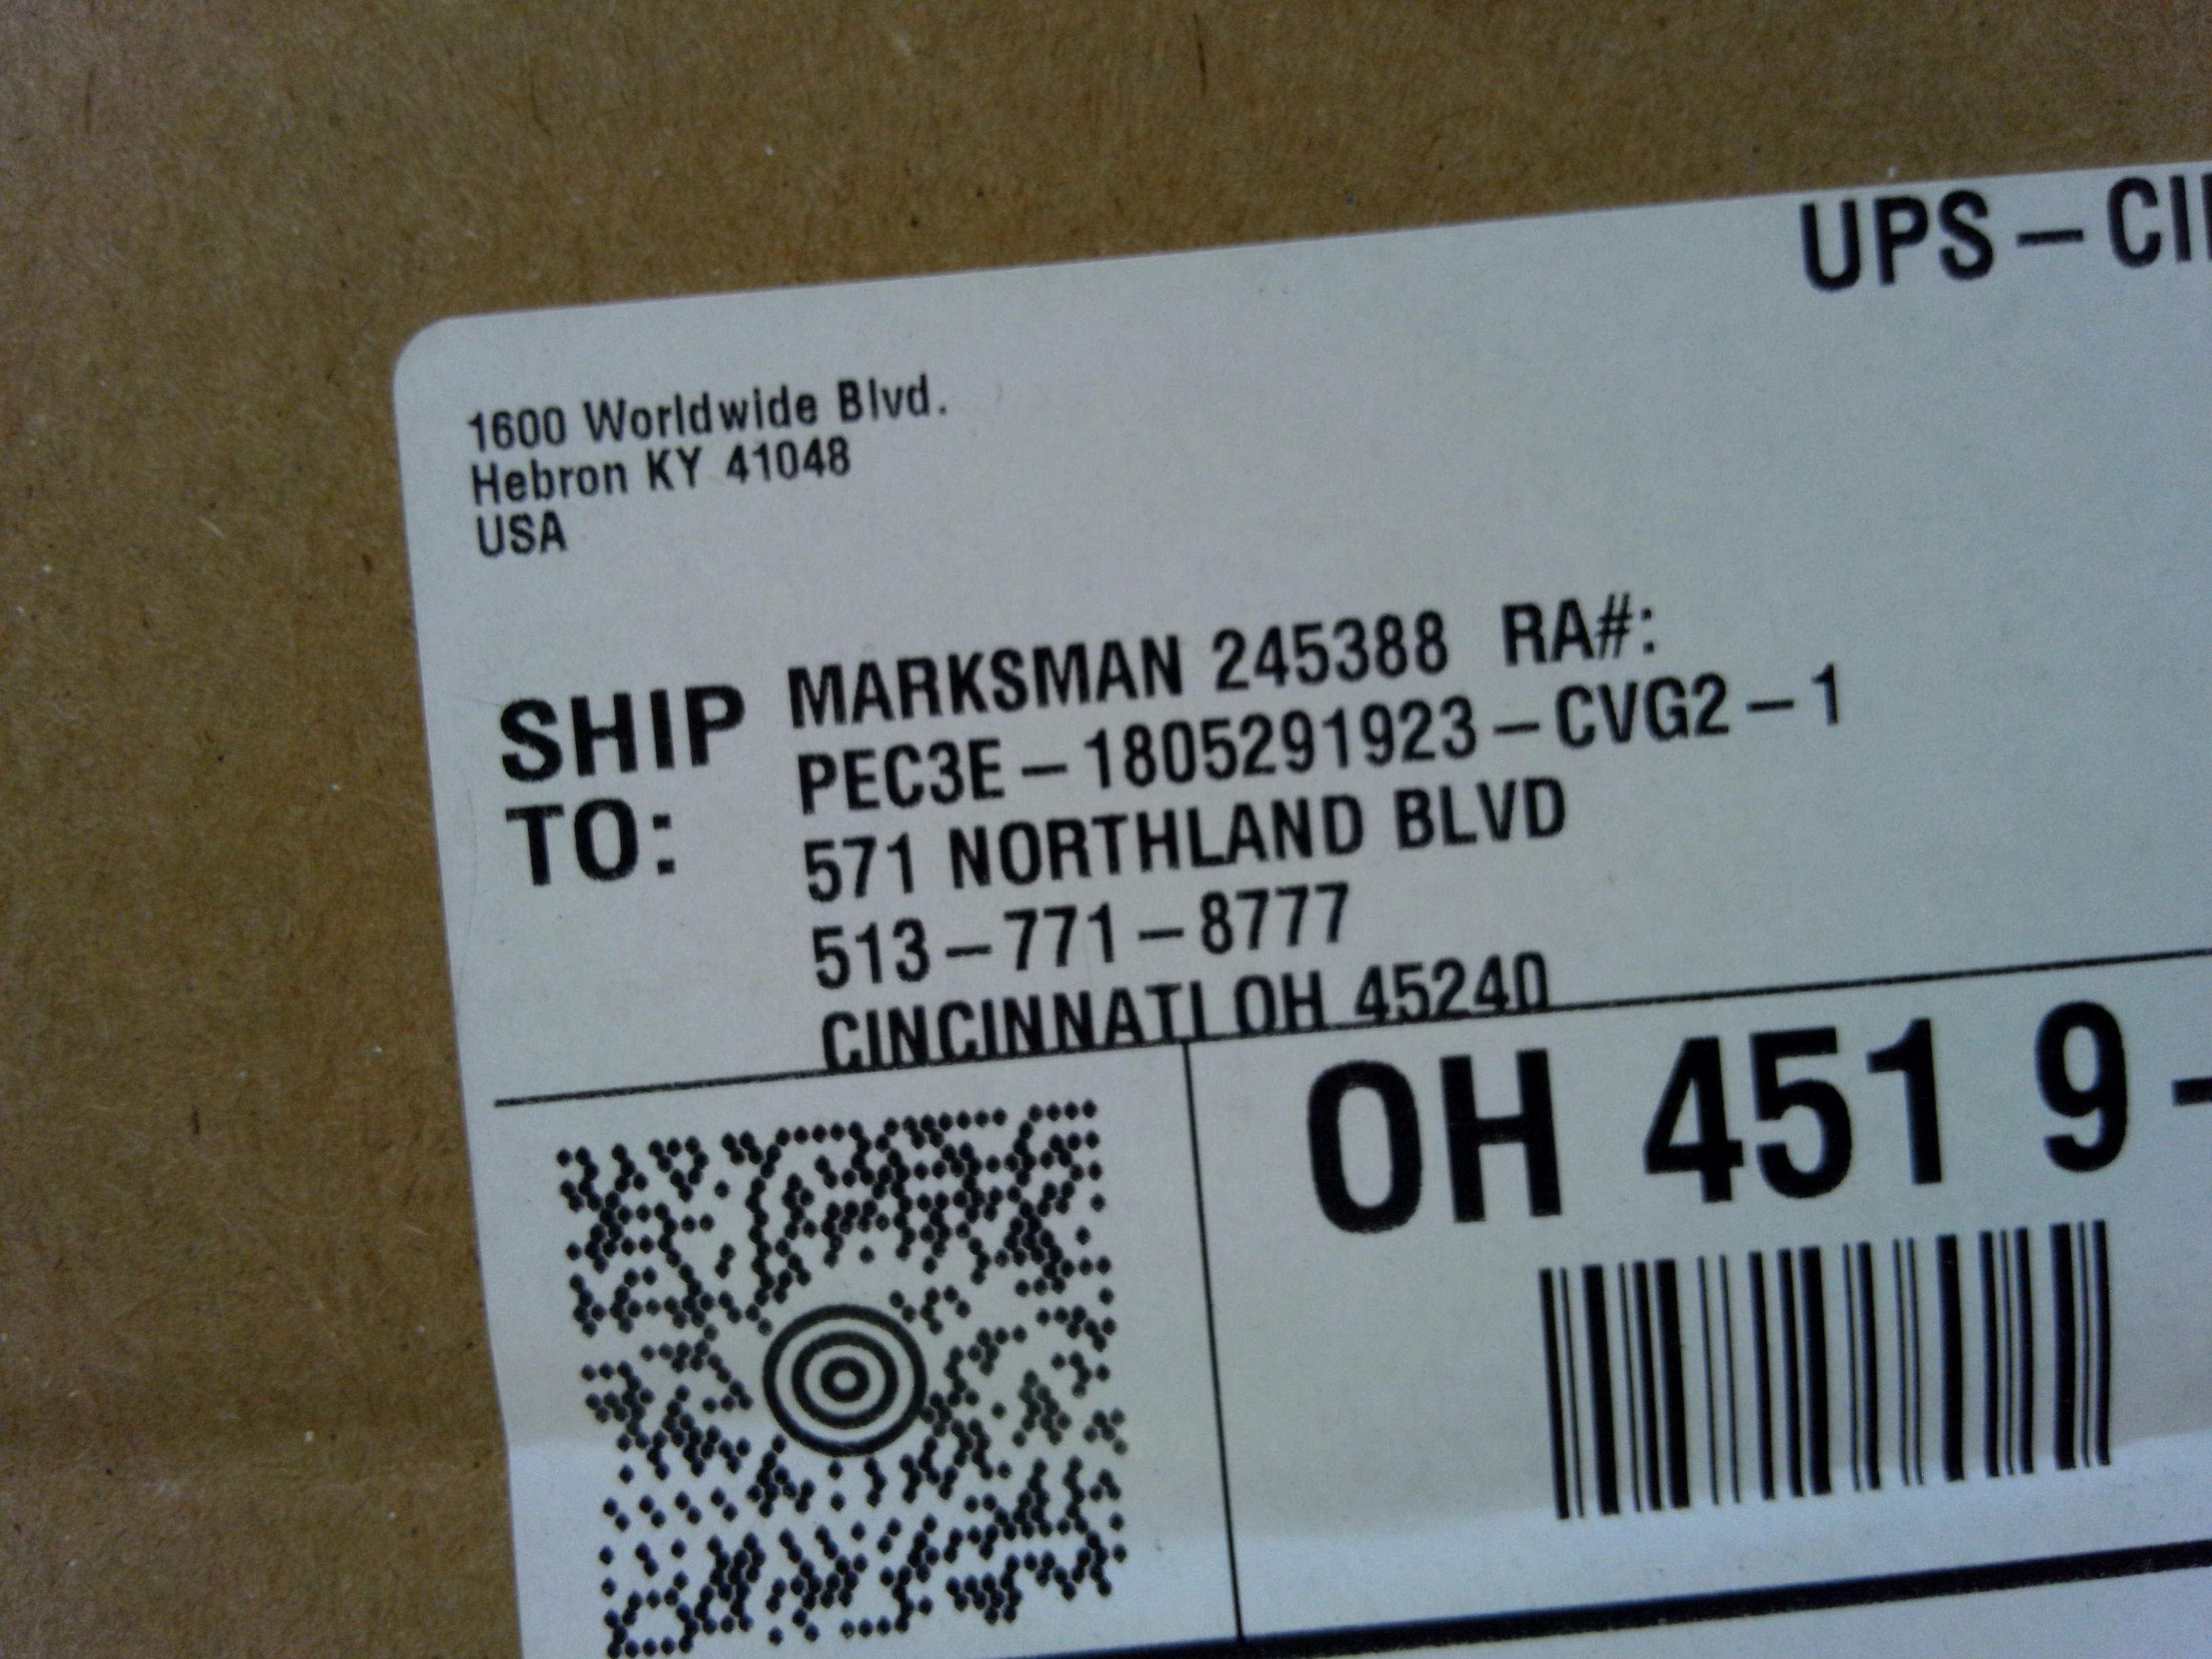 UPS - CI
1600 Worldwide Blvd.
Hebron KY 41048
USA
SHIP TO:
MARKSMAN 245388 RA#:
PEC3E - 1805291923 - CVG2 - 1
571 NORTHLAND BLVD
513 - 771 - 8777
CINCINNATI OH 45240
OH 451 9 -